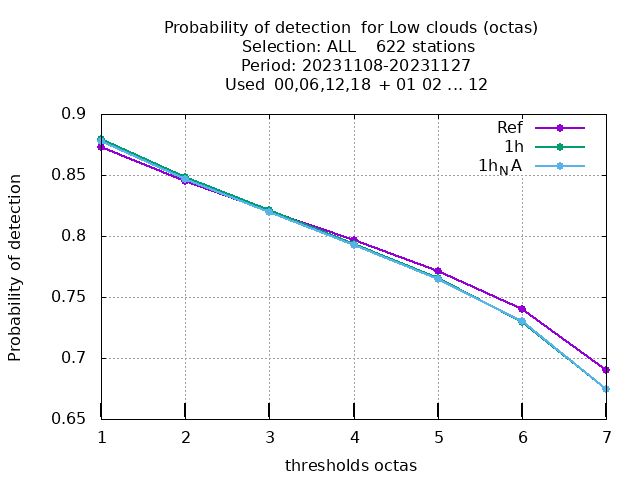 Probability of detection  for Low clouds (octas)
Selection: ALL    622 stations
Period: 20231108-20231127
Used  00,06,12,18  + 01 02 ... 12
Ref
1h
1hNA
0.9
0.85
0.8
0.75
0.7
0.65
Probability of detection
1 2 3 4 5 6 7
thresholds octas